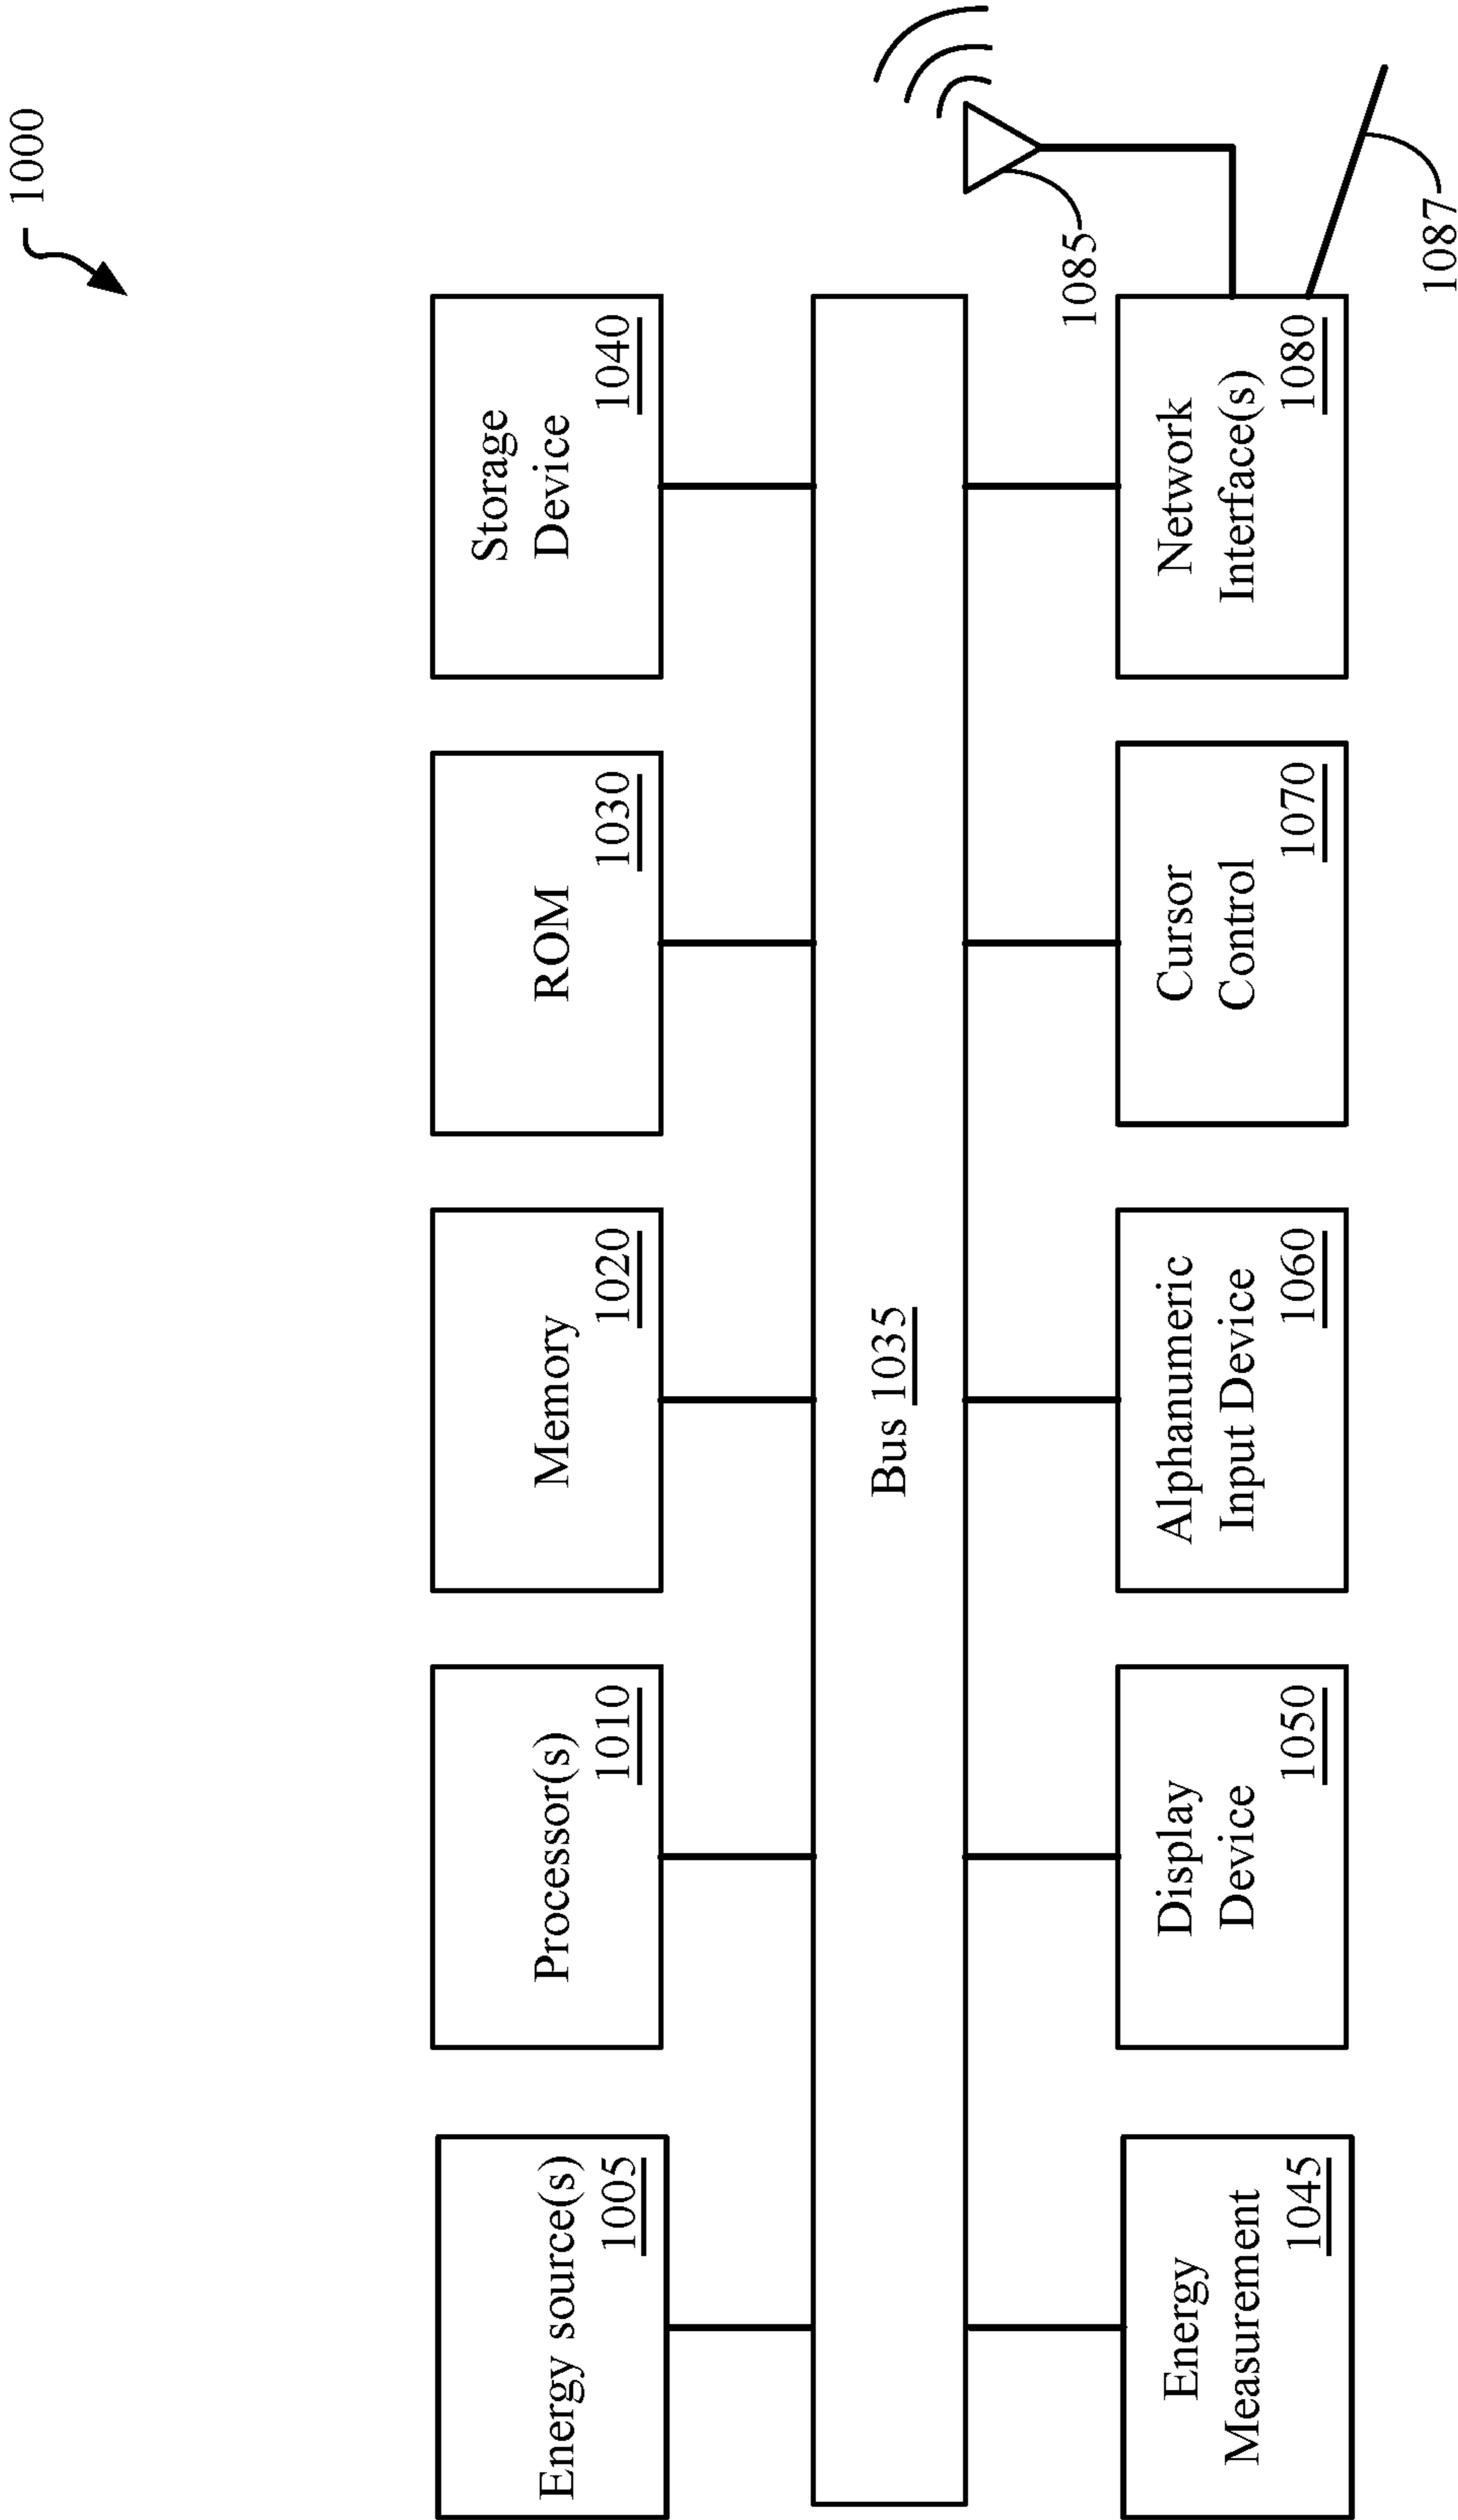 1000
Energy source(s)
1005
Processor(s)
1010
Memory
1020
ROM
1030
Storage
Device
1040
Bus 1035
1085
Energy
Measurement
1045
Display
Device
1050
Alphanumeric
Input Device
1060
Cursor
Control
1070
Network
Interface(s)
1080
1087